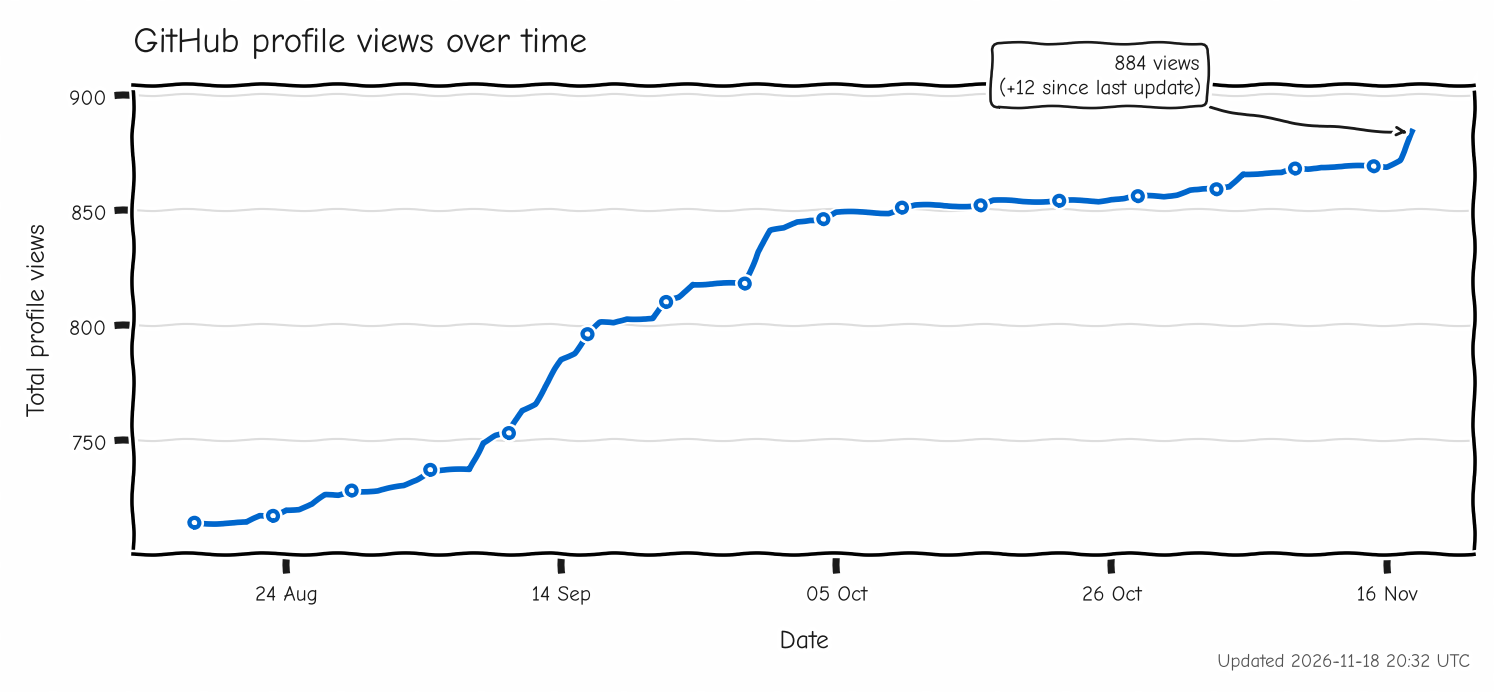 GitHub profile views over time
884 views
(+12 since last update)
900
850
800
750
Total profile views
24 Aug
14 Sep
05 Oct
26 Oct
16 Nov
Date
Updated 2026-11-18 20:32 UTC